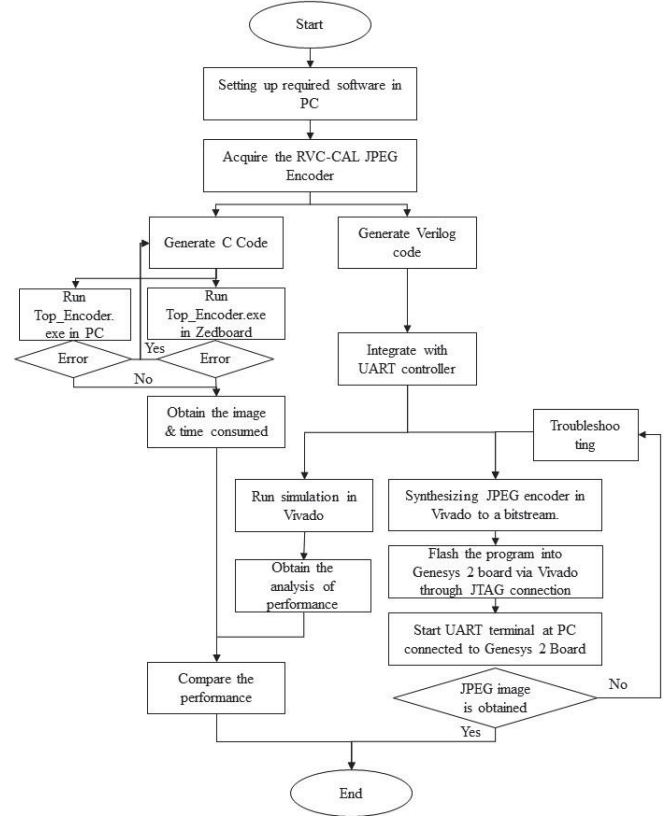 Start
Setting up required software in
PC
Acquire the RVC-CAL JPEG
Encoder
Generate C Code
Generate Verilog
code
Run
Top_Encoder.
exe in PC
Run
Top_Encoder.exe
in Zedboard
Error
Yes
Error
No
Integrate with
UART controller
Obtain the image
& time consumed
Troubleshoo
ting
Run simulation in
Vivado
Synthesizing JPEG encoder in
Vivado to a bitstream.
Obtain the
analysis of
performance
Flash the program into
Genesys 2 board via Vivado
through JTAG connection
Start UART terminal at PC
connected to Genesys 2 Board
Compare the
performance
JPEG image
is obtained
No
Yes
End